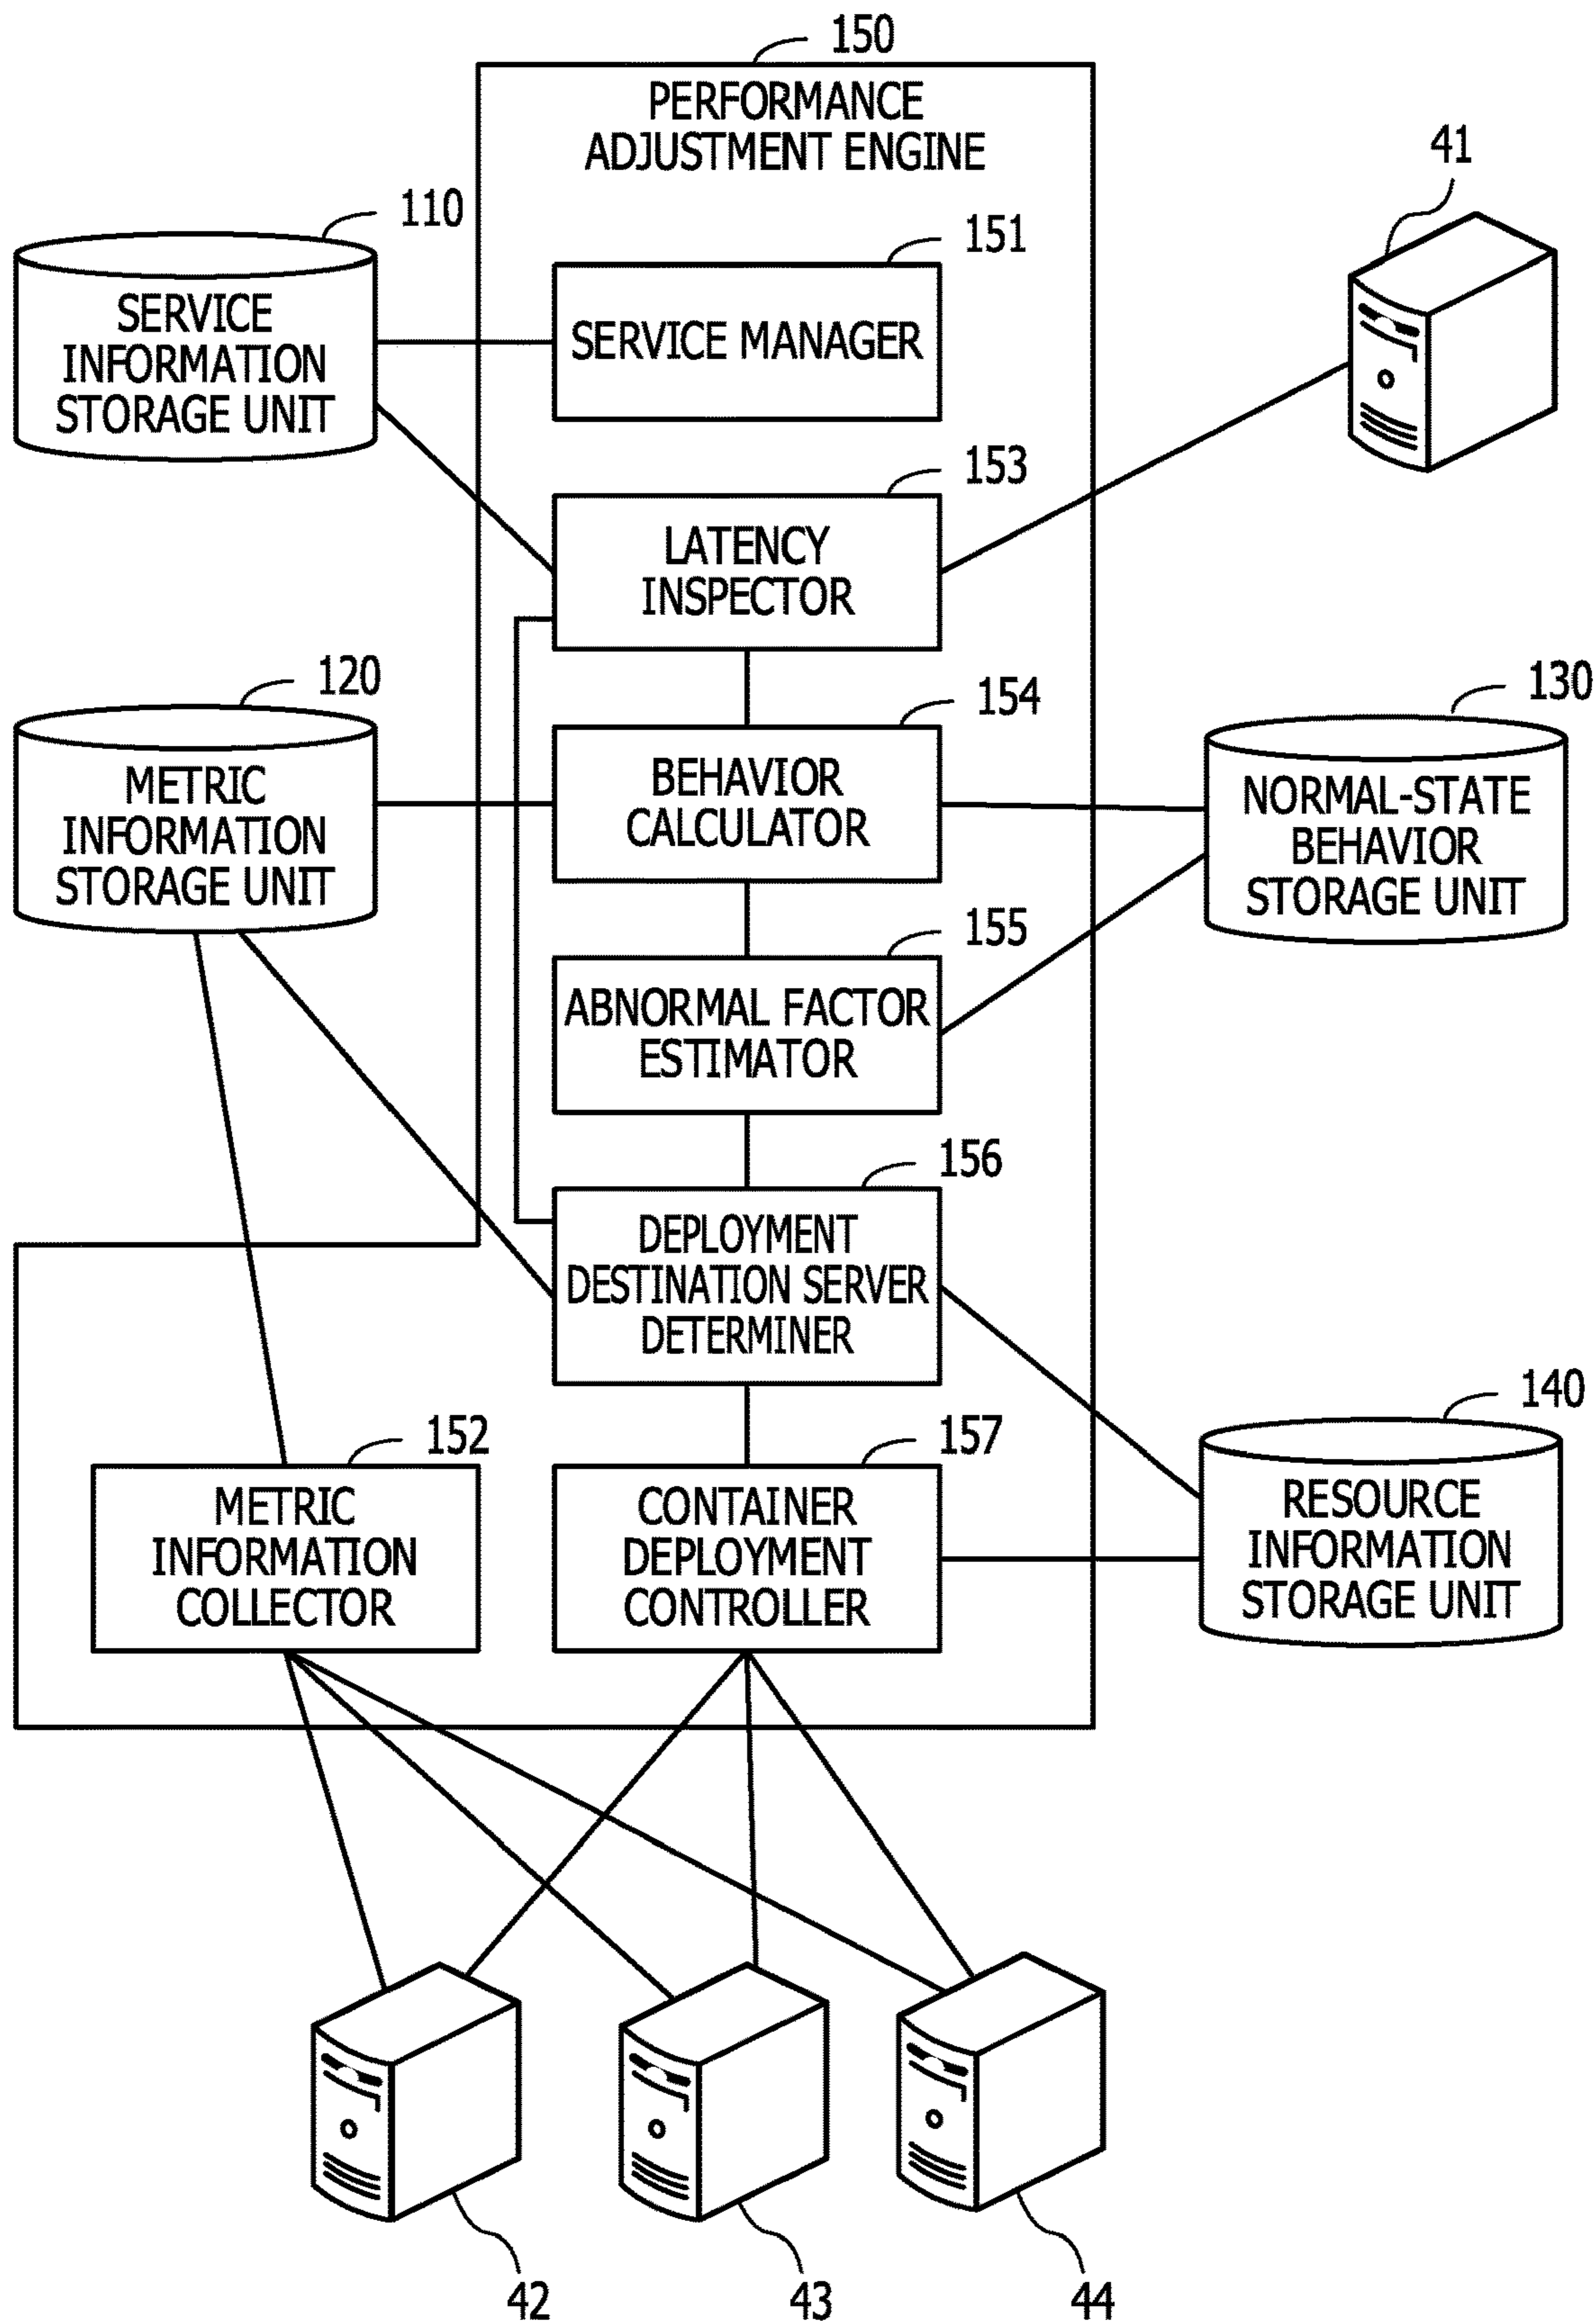 150
PERFORMANCE
ADJUSTMENT ENGINE
41
110
151
SERVICE
INFORMATION
STORAGE UNIT
SERVICE MANAGER
153
LATENCY
INSPECTOR
120
154
130
METRIC
INFORMATION
STORAGE UNIT
BEHAVIOR
CALCULATOR
NORMAL-STATE
BEHAVIOR
STORAGE UNIT
155
ABNORMAL FACTOR
ESTIMATOR
156
DEPLOYMENT
DESTINATION SERVER
DETERMINER
152
157
140
METRIC
INFORMATION
COLLECTOR
CONTAINER
DEPLOYMENT
CONTROLLER
RESOURCE
INFORMATION
STORAGE UNIT
42
43
44